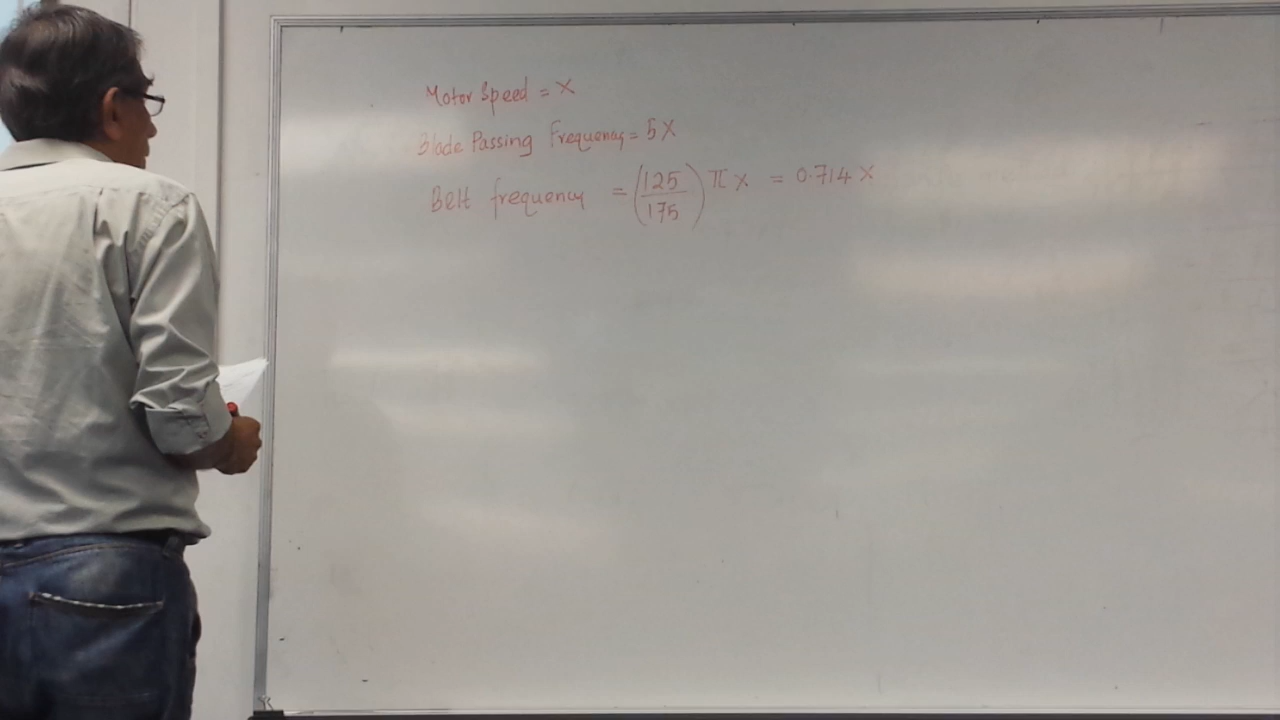 Motor Speed = X
Blade Passing Frequency = 5X
Belt frequency = (125/175) π X = 0.714 X